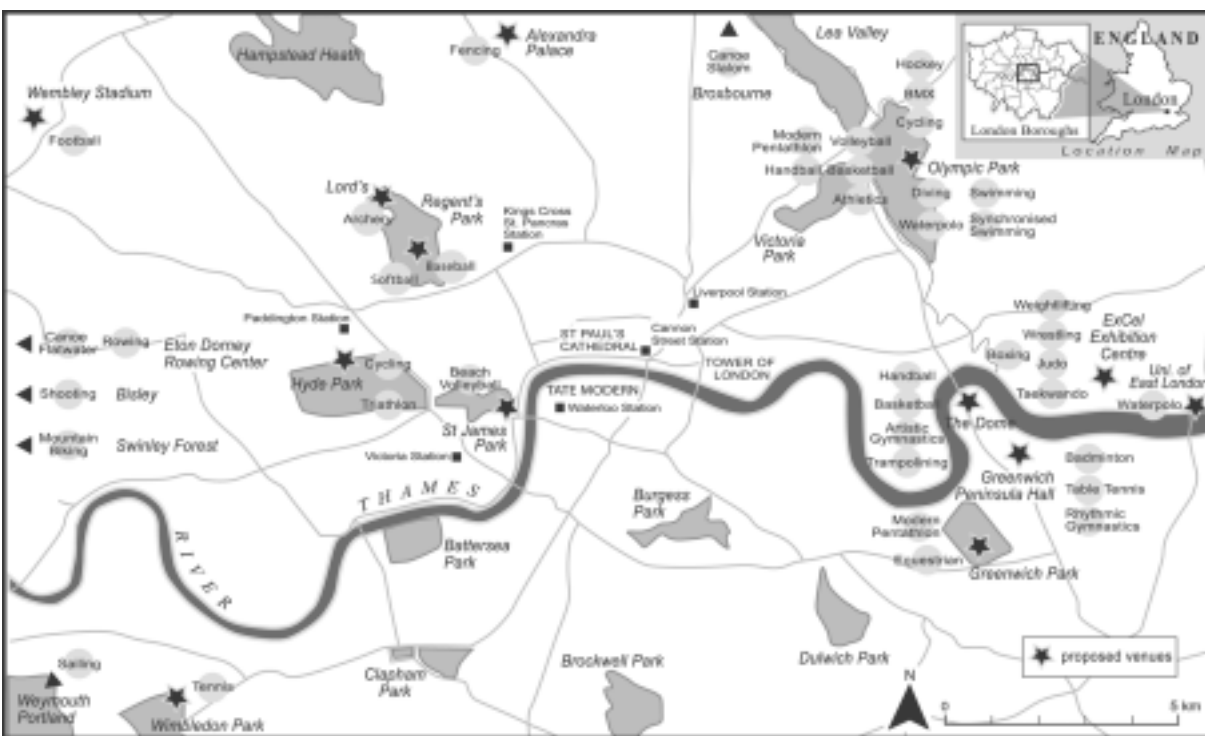 Hampstead Heath
Fencing
Alexandra
Palace
Canoe
Slalom
Broxbourne
Lea Valley
Hockey
BMX
Cycling
ENGLAND
London
London Boroughs
Location Map
Wembley Stadium
Football
Modern
Pentathlon
Volleyball
Handball
Basketball
Athletics
Olympic Park
Diving
Swimming
Waterpolo
Synchronised
Swimming
Victoria
Park
Lord's
Archery
Regent's
Park
Softball
Baseball
Kings Cross
St. Pancras
Station
Liverpool Station
Paddington Station
Canoe
Flatwater
Rowing
Eton Dorney
Rowing Center
Shooting
Bisley
Mountain
Biking
Swinley Forest
Hyde Park
Cycling
Triathlon
Beach
Volleyball
St James
Park
Victoria Station
ST PAUL'S
CATHEDRAL
Cannon
Street Station
TOWER OF
LONDON
TATE MODERN
Waterloo Station
Weightlifting
Wrestling
Boxing
Judo
Taekwando
ExCel
Exhibition
Centre
Uni. of
East London
Waterpolo
Handball
Basketball
Artistic
Gymnastics
Trampolining
The Dome
Greenwich
Peninsula Hall
Badminton
Table Tennis
Rhythmic
Gymnastics
Modern
Pentathlon
Equestrian
Greenwich Park
RIVER
THAMES
Battersea
Park
Burgess
Park
Sailing
Weymouth
Portland
Tennis
Wimbledon Park
Clapham
Park
Brockwell Park
Dulwich Park
proposed venues
N
0
5 km